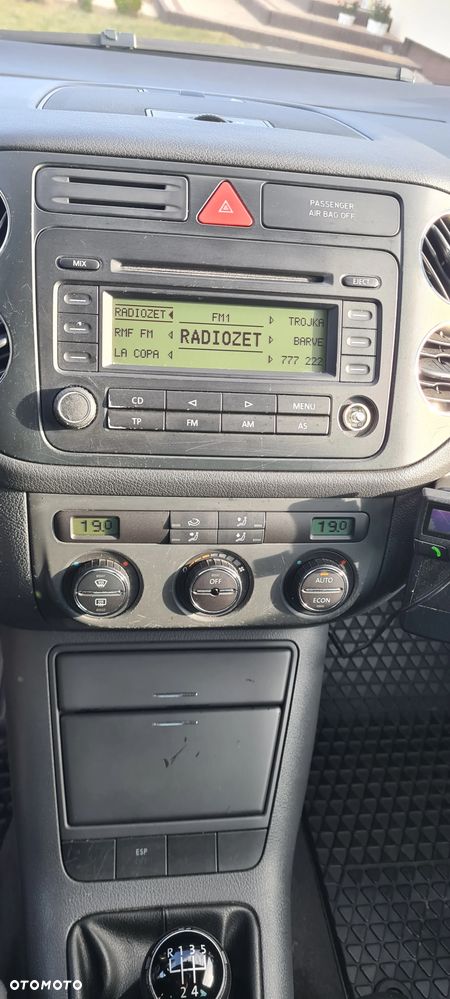 PASSENGER
AIR BAG OFF
MIX
EJECT
RADIOZET FM1 TROJKA
RMF FM RADIOZET BARVE
LA COPA 777 222
CD MENU
TP FM AM AS
19.0 19.0
OFF AUTO
ECON
ESP
R 1 3 5
2 4
OTOMOTO